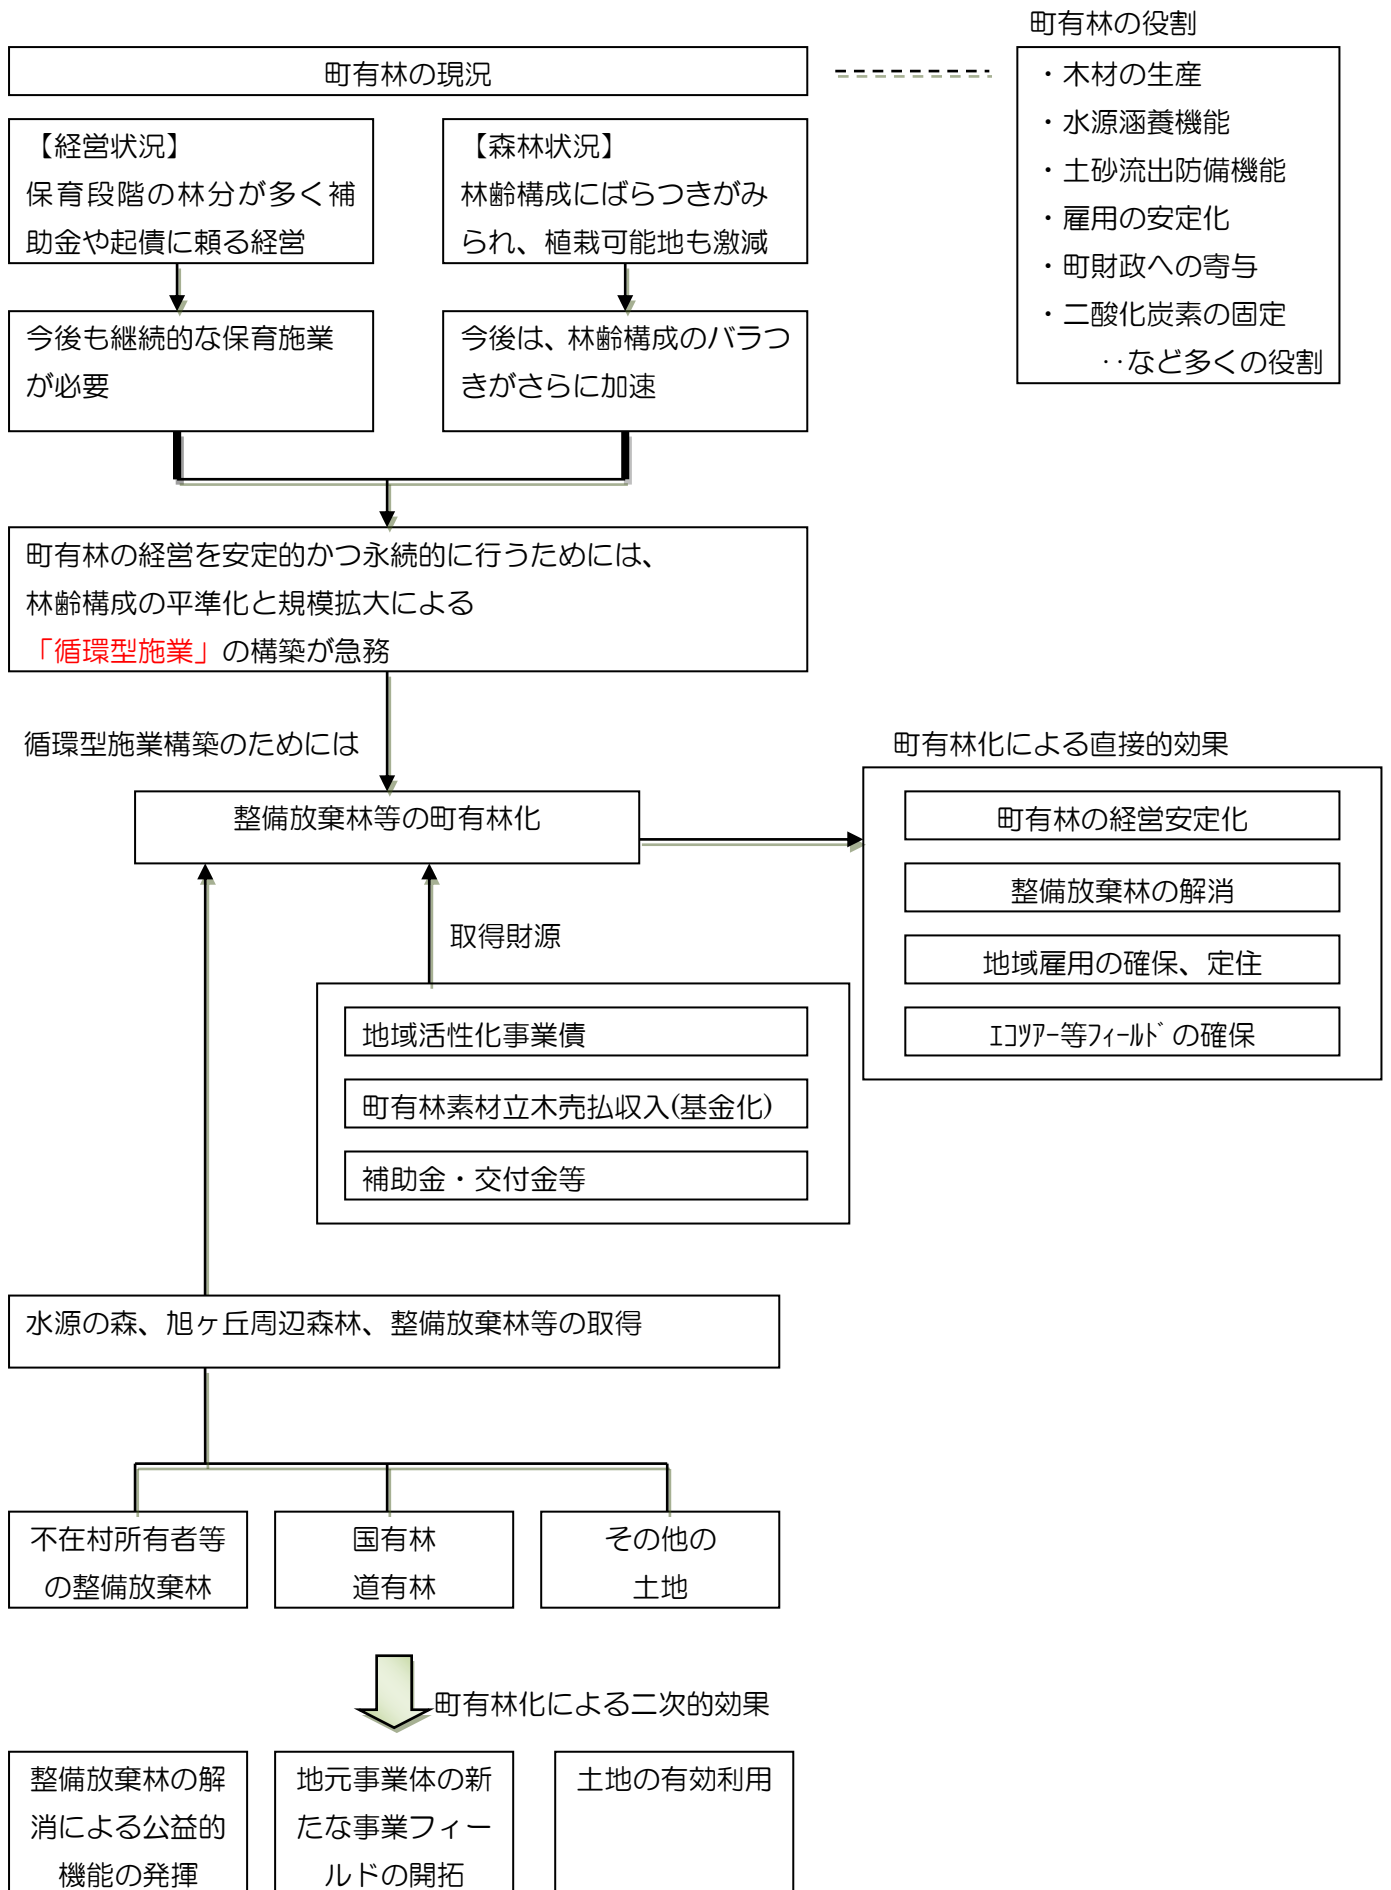 町有林の役割
町有林の現況
・木材の生産
・水源涵養機能
・土砂流出防備機能
・雇用の安定化
・町財政への寄与
・二酸化炭素の固定
‥など多くの役割
【経営状況】
保育段階の林分が多く補
助金や起債に頼る経営
【森林状況】
林齢構成にばらつきがみ
られ、植栽可能地も激減
今後も継続的な保育施業
が必要
今後は、林齢構成のバラつ
きがさらに加速
町有林の経営を安定的かつ永続的に行うためには、
林齢構成の平準化と規模拡大による
「循環型施業」の構築が急務
循環型施業構築のためには
整備放棄林等の町有林化
町有林化による直接的効果
町有林の経営安定化
整備放棄林の解消
地域雇用の確保、定住
ｴｺﾂｱｰ等ﾌｨｰﾙﾄﾞの確保
取得財源
地域活性化事業債
町有林素材立木売払収入(基金化)
補助金・交付金等
水源の森、旭ヶ丘周辺森林、整備放棄林等の取得
不在村所有者等
の整備放棄林
国有林
道有林
その他の
土地
町有林化による二次的効果
整備放棄林の解
消による公益的
機能の発揮
地元事業体の新
たな事業フィー
ルドの開拓
土地の有効利用